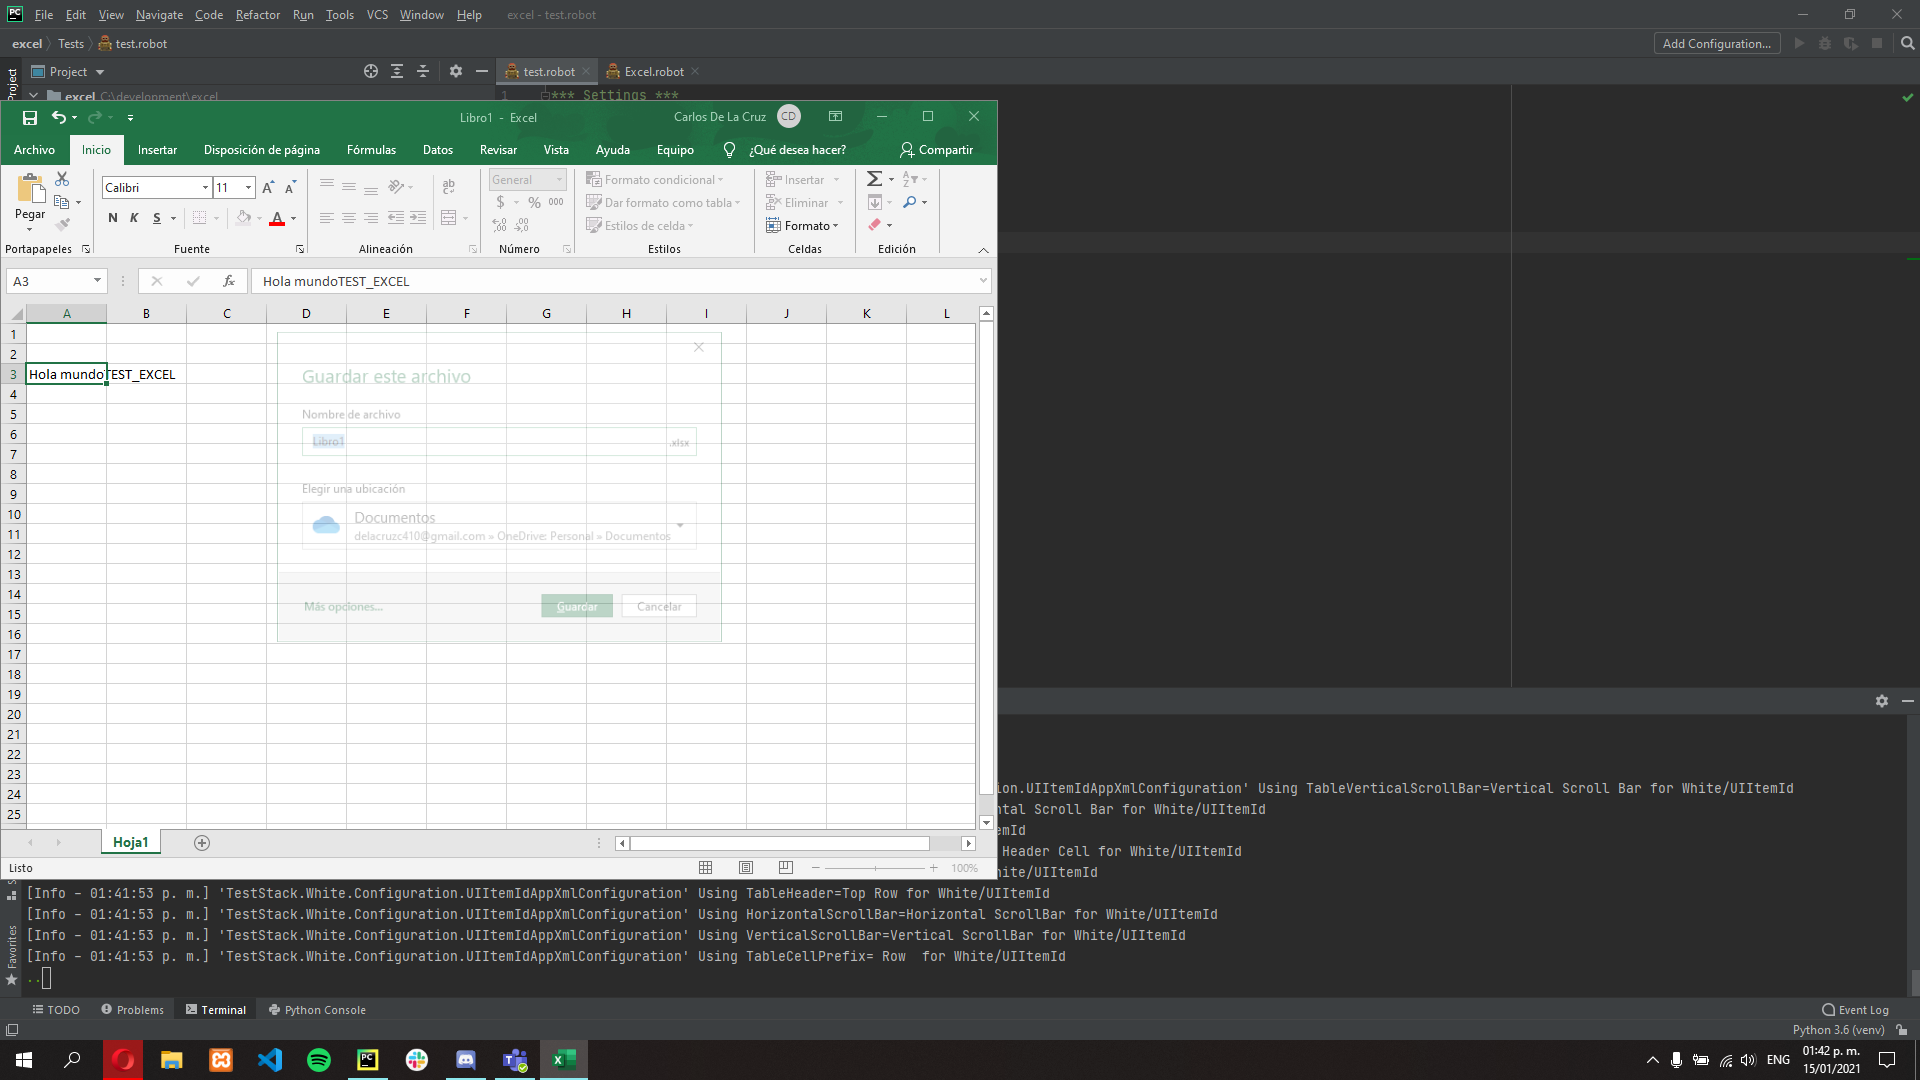 File Edit View Navigate Code Refactor Run Tools VCS Window Help excel - test.robot
excel Tests test.robot Add Configuration...
Project Project test.robot Excel.robot
excel C:\development\excel 1 *** Settings ***
Libro1 - Excel Carlos De La Cruz CD
Archivo Inicio Insertar Disposición de página Fórmulas Datos Revisar Vista Ayuda Equipo ¿Qué desea hacer? Compartir
Pegar Calibri 11 General Formato condicional Insertar
$ % 000 Dar formato como tabla Eliminar
N K S Estilos de celda Formato
Portapapeles Fuente Alineación Número Estilos Celdas Edición
A3 fx Hola mundoTEST_EXCEL
A B C D E F G H I J K L
1
2
3 Hola mundoTEST_EXCEL
4
5
6
7
8
9
10
11
12
13
14
15
16
17
18
19
20
21
22
23
24
25
Guardar este archivo
Nombre de archivo
Libro1 .xlsx
Elegir una ubicación
Documentos
delacruzc410@gmail.com » OneDrive: Personal » Documentos
Más opciones... Guardar Cancelar
Hoja1
Listo 100%
ion.UIItemIdAppXmlConfiguration' Using TableVerticalScrollBar=Vertical Scroll Bar for White/UIItemId
ntal Scroll Bar for White/UIItemId
emId
Header Cell for White/UIItemId
hite/UIItemId
[Info - 01:41:53 p. m.] 'TestStack.White.Configuration.UIItemIdAppXmlConfiguration' Using TableHeader=Top Row for White/UIItemId
[Info - 01:41:53 p. m.] 'TestStack.White.Configuration.UIItemIdAppXmlConfiguration' Using HorizontalScrollBar=Horizontal ScrollBar for White/UIItemId
[Info - 01:41:53 p. m.] 'TestStack.White.Configuration.UIItemIdAppXmlConfiguration' Using VerticalScrollBar=Vertical ScrollBar for White/UIItemId
[Info - 01:41:53 p. m.] 'TestStack.White.Configuration.UIItemIdAppXmlConfiguration' Using TableCellPrefix= Row  for White/UIItemId
..
Favorites
TODO Problems Terminal Python Console Event Log
Python 3.6 (venv)
ENG 01:42 p. m.
15/01/2021